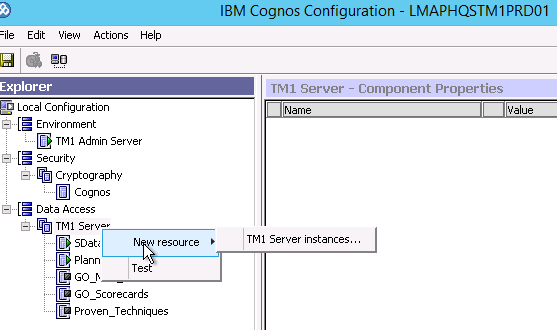 IBM Cognos Configuration - LMAPHQSTM1PRD01
File Edit View Actions Help
Explorer
Local Configuration
Environment
TM1 Admin Server
Security
Cryptography
Cognos
Data Access
TM1 Server
SData
Plann
GO_N
GO_Scorecards
Proven_Techniques
New resource
Test
TM1 Server instances...
TM1 Server - Component Properties
Name Value